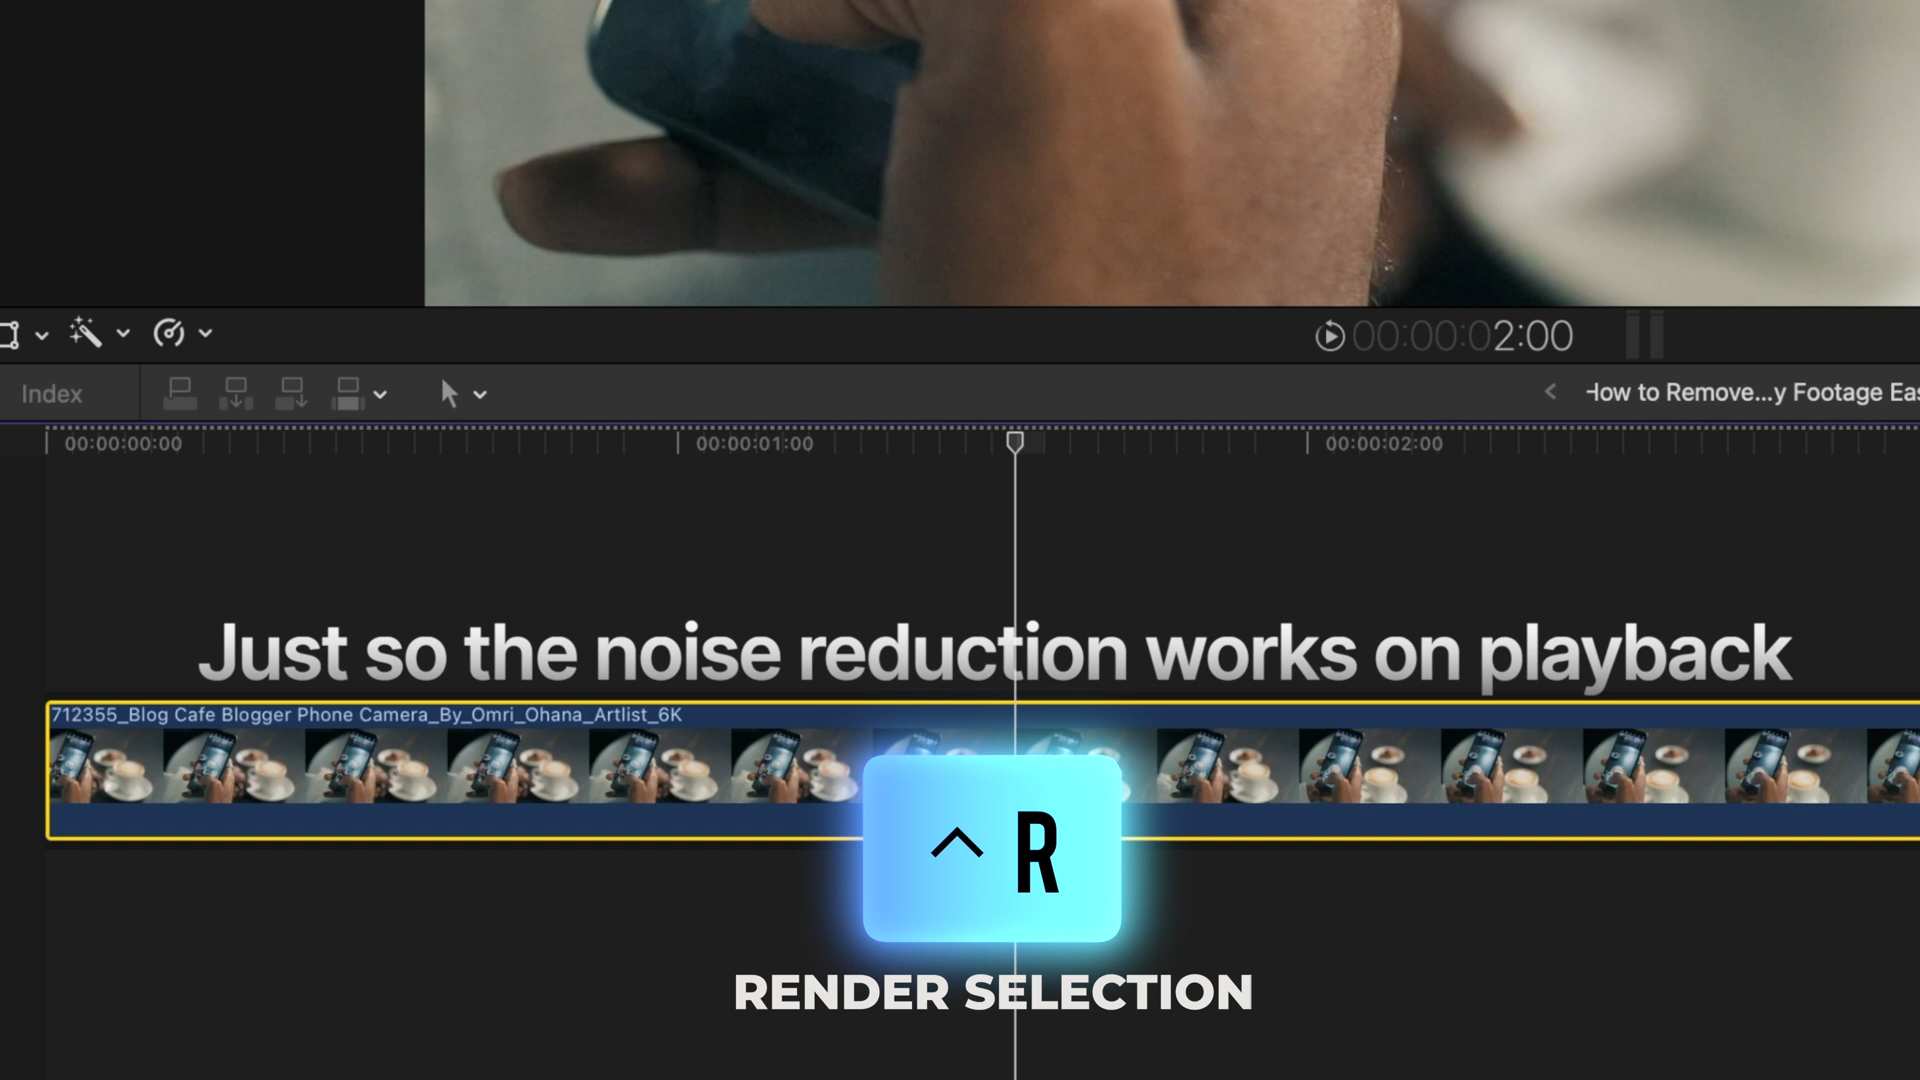 00:00:02:00
Index
How to Remove...y Footage Eas
00:00:00:00
00:00:01:00
00:00:02:00
Just so the noise reduction works on playback
712355_Blog Cafe Blogger Phone Camera_By_Omri_Ohana_Artlist_6K
^ R
RENDER SELECTION